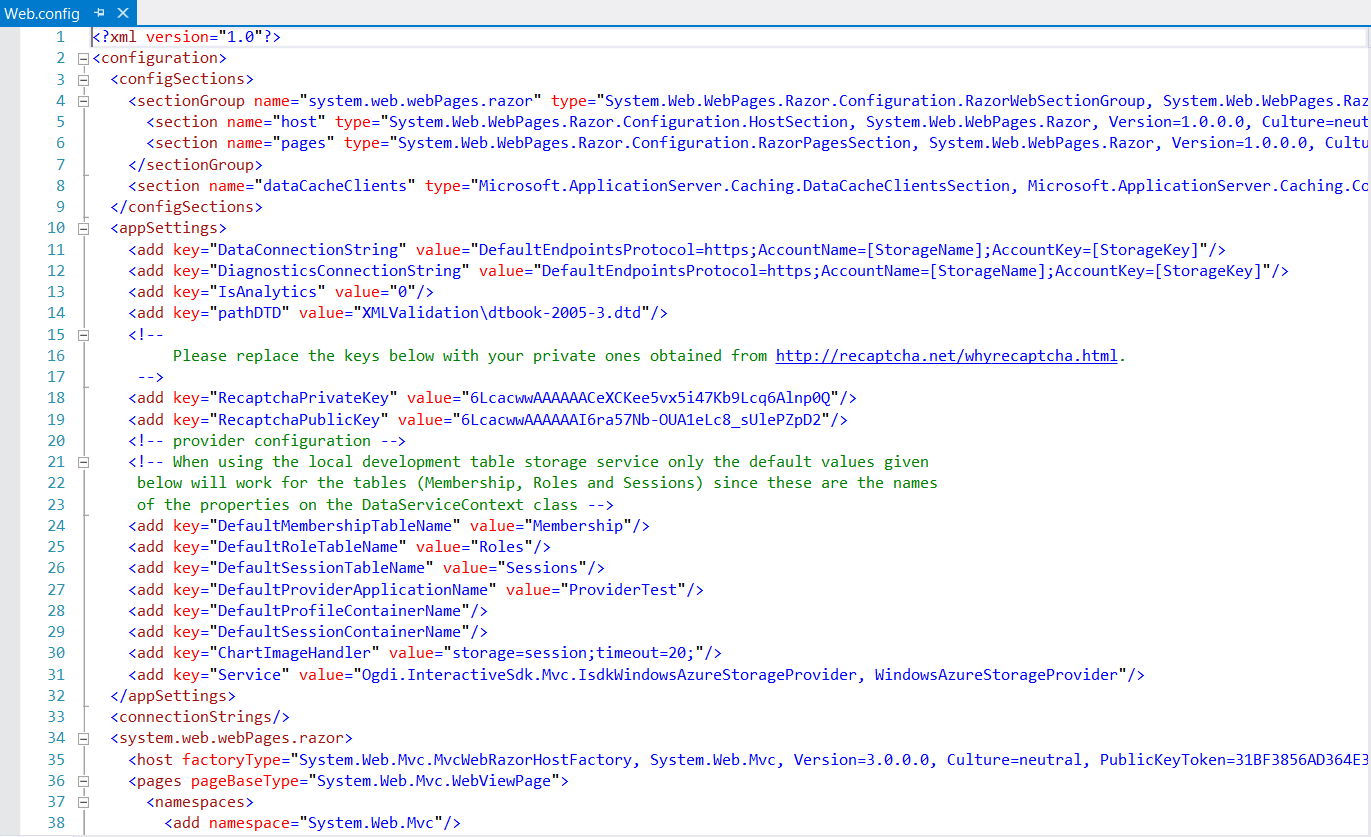 Web.config
1 <?xml version="1.0"?>
2 <configuration>
3 <configSections>
4 <sectionGroup name="system.web.webPages.razor" type="System.Web.WebPages.Razor.Configuration.RazorWebSectionGroup, System.Web.WebPages.Raz
5 <section name="host" type="System.Web.WebPages.Razor.Configuration.HostSection, System.Web.WebPages.Razor, Version=1.0.0.0, Culture=neut
6 <section name="pages" type="System.Web.WebPages.Razor.Configuration.RazorPagesSection, System.Web.WebPages.Razor, Version=1.0.0.0, Cultu
7 </sectionGroup>
8 <section name="dataCacheClients" type="Microsoft.ApplicationServer.Caching.DataCacheClientsSection, Microsoft.ApplicationServer.Caching.Co
9 </configSections>
10 <appSettings>
11 <add key="DataConnectionString" value="DefaultEndpointsProtocol=https;AccountName=[StorageName];AccountKey=[StorageKey]"/>
12 <add key="DiagnosticsConnectionString" value="DefaultEndpointsProtocol=https;AccountName=[StorageName];AccountKey=[StorageKey]"/>
13 <add key="IsAnalytics" value="0"/>
14 <add key="pathDTD" value="XMLValidation\dtbook-2005-3.dtd"/>
15 <!--
16 Please replace the keys below with your private ones obtained from http://recaptcha.net/whyrecaptcha.html.
17 -->
18 <add key="RecaptchaPrivateKey" value="6LcacwwAAAAAACeXCKee5vx5i47Kb9Lcq6Alnp0Q"/>
19 <add key="RecaptchaPublicKey" value="6LcacwwAAAAAAI6ra57Nb-OUA1eLc8_sUlePZpD2"/>
20 <!-- provider configuration -->
21 <!-- When using the local development table storage service only the default values given
22 below will work for the tables (Membership, Roles and Sessions) since these are the names
23 of the properties on the DataServiceContext class -->
24 <add key="DefaultMembershipTableName" value="Membership"/>
25 <add key="DefaultRoleTableName" value="Roles"/>
26 <add key="DefaultSessionTableName" value="Sessions"/>
27 <add key="DefaultProviderApplicationName" value="ProviderTest"/>
28 <add key="DefaultProfileContainerName"/>
29 <add key="DefaultSessionContainerName"/>
30 <add key="ChartImageHandler" value="storage=session;timeout=20;"/>
31 <add key="Service" value="Ogdi.InteractiveSdk.Mvc.IsdkWindowsAzureStorageProvider, WindowsAzureStorageProvider"/>
32 </appSettings>
33 <connectionStrings/>
34 <system.web.webPages.razor>
35 <host factoryType="System.Web.Mvc.MvcWebRazorHostFactory, System.Web.Mvc, Version=3.0.0.0, Culture=neutral, PublicKeyToken=31BF3856AD364E3
36 <pages pageBaseType="System.Web.Mvc.WebViewPage">
37 <namespaces>
38 <add namespace="System.Web.Mvc"/>